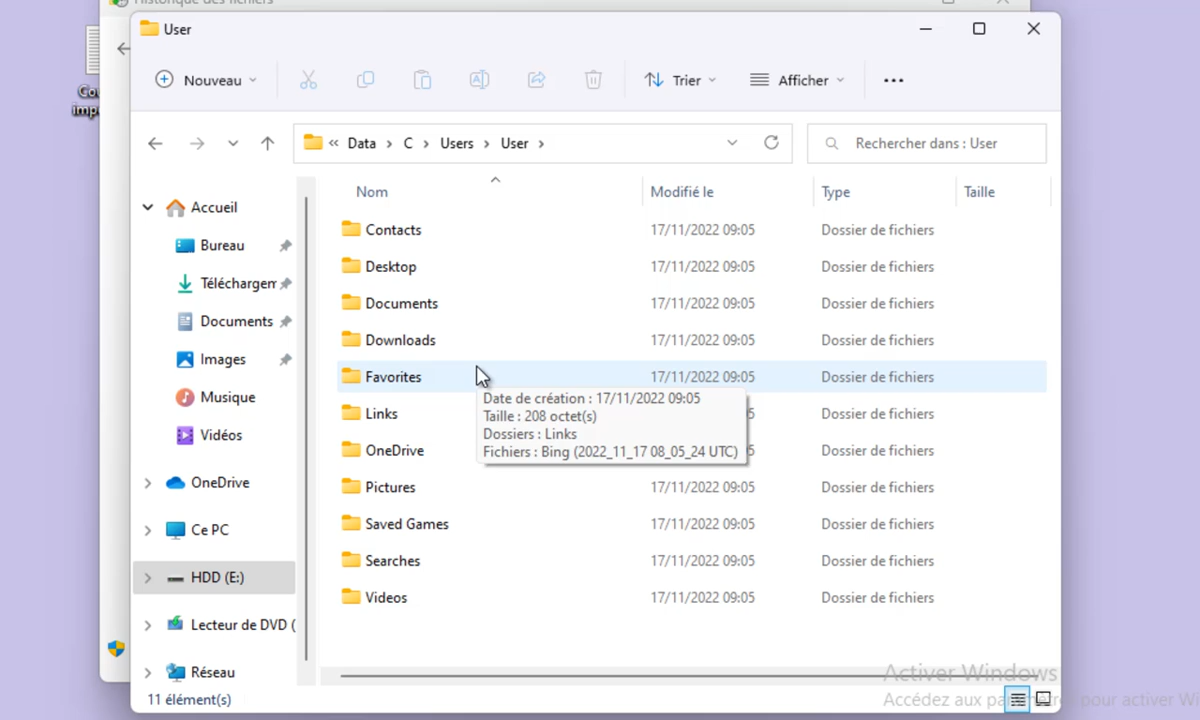 Historique des fichiers
User
Nouveau
Trier
Afficher
Data
C
Users
User
Rechercher dans : User
Nom
Modifié le
Type
Taille
Accueil
Bureau
Téléchargem
Documents
Images
Musique
Vidéos
OneDrive
Ce PC
HDD (E:)
Lecteur de DVD (
Réseau
Contacts 17/11/2022 09:05 Dossier de fichiers
Desktop 17/11/2022 09:05 Dossier de fichiers
Documents 17/11/2022 09:05 Dossier de fichiers
Downloads 17/11/2022 09:05 Dossier de fichiers
Favorites 17/11/2022 09:05 Dossier de fichiers
Date de création : 17/11/2022 09:05
Taille : 208 octet(s)
Dossiers : Links
Fichiers : Bing (2022_11_17 08_05_24 UTC)
Links 5 Dossier de fichiers
OneDrive 5 Dossier de fichiers
Pictures 17/11/2022 09:05 Dossier de fichiers
Saved Games 17/11/2022 09:05 Dossier de fichiers
Searches 17/11/2022 09:05 Dossier de fichiers
Videos 17/11/2022 09:05 Dossier de fichiers
11 élément(s)
Activer Windows
Accédez aux pour activer